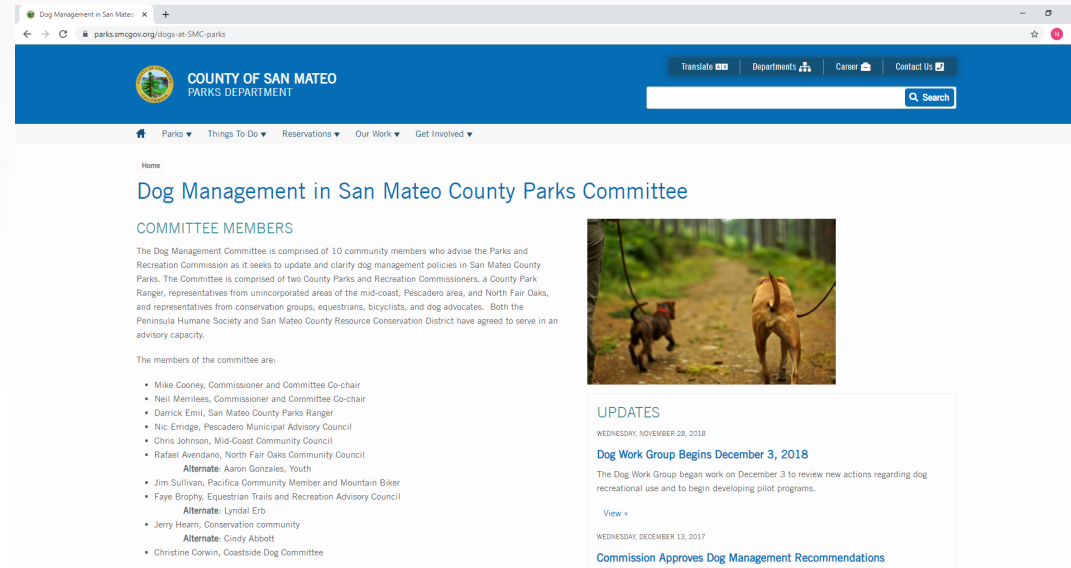 Dog Management in San Mateo
parks.smcgov.org/dogs-at-SMC-parks
N
COUNTY OF SAN MATEO
PARKS DEPARTMENT
Translate
Departments
Career
Contact Us
Search
Parks ▾ Things To Do ▾ Reservations ▾ Our Work ▾ Get Involved ▾
Home
Dog Management in San Mateo County Parks Committee
COMMITTEE MEMBERS
The Dog Management Committee is comprised of 10 community members who advise the Parks and
Recreation Commission as it seeks to update and clarify dog management policies in San Mateo County
Parks. The Committee is comprised of two County Parks and Recreation Commissioners, a County Park
Ranger, representatives from unincorporated areas of the mid-coast, Pescadero area, and North Fair Oaks,
and representatives from conservation groups, equestrians, bicyclists, and dog advocates.  Both the
Peninsula Humane Society and San Mateo County Resource Conservation District have agreed to serve in an
advisory capacity.
The members of the committee are:
• Mike Cooney, Commissioner and Committee Co-chair
• Neil Merrilees, Commissioner and Committee Co-chair
• Darrick Emil, San Mateo County Parks Ranger
• Nic Erridge, Pescadero Municipal Advisory Council
• Chris Johnson, Mid-Coast Community Council
• Rafael Avendano, North Fair Oaks Community Council
Alternate: Aaron Gonzales, Youth
• Jim Sullivan, Pacifica Community Member and Mountain Biker
• Faye Brophy, Equestrian Trails and Recreation Advisory Council
Alternate: Lyndal Erb
• Jerry Hearn, Conservation community
Alternate: Cindy Abbott
• Christine Corwin, Coastside Dog Committee
UPDATES
WEDNESDAY, NOVEMBER 28, 2018
Dog Work Group Begins December 3, 2018
The Dog Work Group began work on December 3 to review new actions regarding dog
recreational use and to begin developing pilot programs.
View »
WEDNESDAY, DECEMBER 13, 2017
Commission Approves Dog Management Recommendations